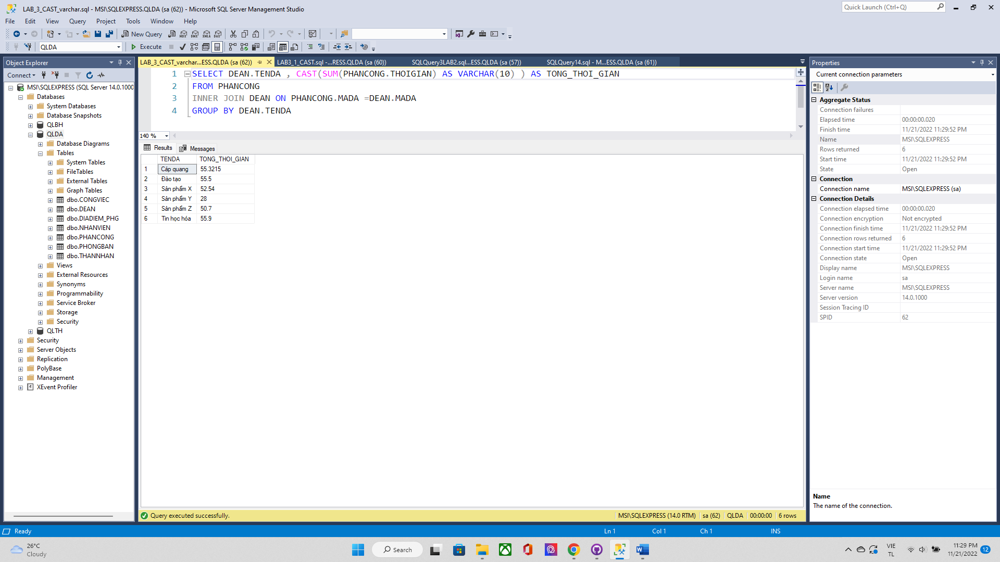 LAB_3_CAST_varchar.sql - MSI\SQLEXPRESS.QLDA (sa (62)) - Microsoft SQL Server Management Studio
Quick Launch (Ctrl+Q)
File Edit View Query Project Tools Window Help
New Query
MDX DMX XMLA DAX
QLDA
Execute
Object Explorer
Connect
MSI\SQLEXPRESS (SQL Server 14.0.1000
Databases
System Databases
Database Snapshots
QLBH
QLDA
Database Diagrams
Tables
System Tables
FileTables
External Tables
Graph Tables
dbo.CONGVIEC
dbo.DEAN
dbo.DIADIEM_PHG
dbo.NHANVIEN
dbo.PHANCONG
dbo.PHONGBAN
dbo.THANNHAN
Views
External Resources
Synonyms
Programmability
Service Broker
Storage
Security
QLTH
Security
Server Objects
Replication
PolyBase
Management
XEvent Profiler
LAB_3_CAST_varchar...ESS.QLDA (sa (62)) LAB3_1_CAST.sql -...RESS.QLDA (sa (60)) SQLQuery3LAB2.sql...ESS.QLDA (sa (57)) SQLQuery14.sql - M...ESS.QLDA (sa (61))
1 SELECT DEAN.TENDA , CAST(SUM(PHANCONG.THOIGIAN) AS VARCHAR(10) ) AS TONG_THOI_GIAN
2 FROM PHANCONG
3 INNER JOIN DEAN ON PHANCONG.MADA =DEAN.MADA
4 GROUP BY DEAN.TENDA
140 %
Results Messages
TENDA TONG_THOI_GIAN
1 Cáp quang 55.3215
2 Đào tạo 55.5
3 Sản phẩm X 52.54
4 Sản phẩm Y 28
5 Sản phẩm Z 50.7
6 Tin học hóa 55.9
Query executed successfully. MSI\SQLEXPRESS (14.0 RTM) sa (62) QLDA 00:00:00 6 rows
Properties
Current connection parameters
Aggregate Status
Connection failures
Elapsed time 00:00:00.020
Finish time 11/21/2022 11:29:52 PM
Name MSI\SQLEXPRESS
Rows returned 6
Start time 11/21/2022 11:29:52 PM
State Open
Connection
Connection name MSI\SQLEXPRESS (sa)
Connection Details
Connection elapsed time 00:00:00.020
Connection encryption Not encrypted
Connection finish time 11/21/2022 11:29:52 PM
Connection rows returned 6
Connection start time 11/21/2022 11:29:52 PM
Connection state Open
Display name MSI\SQLEXPRESS
Login name sa
Server name MSI\SQLEXPRESS
Server version 14.0.1000
Session Tracing ID
SPID 62
Name
The name of the connection.
Ready Ln 1 Col 1 Ch 1 INS
26°C
Cloudy
Search
VIE
TL
11:29 PM
11/21/2022
12